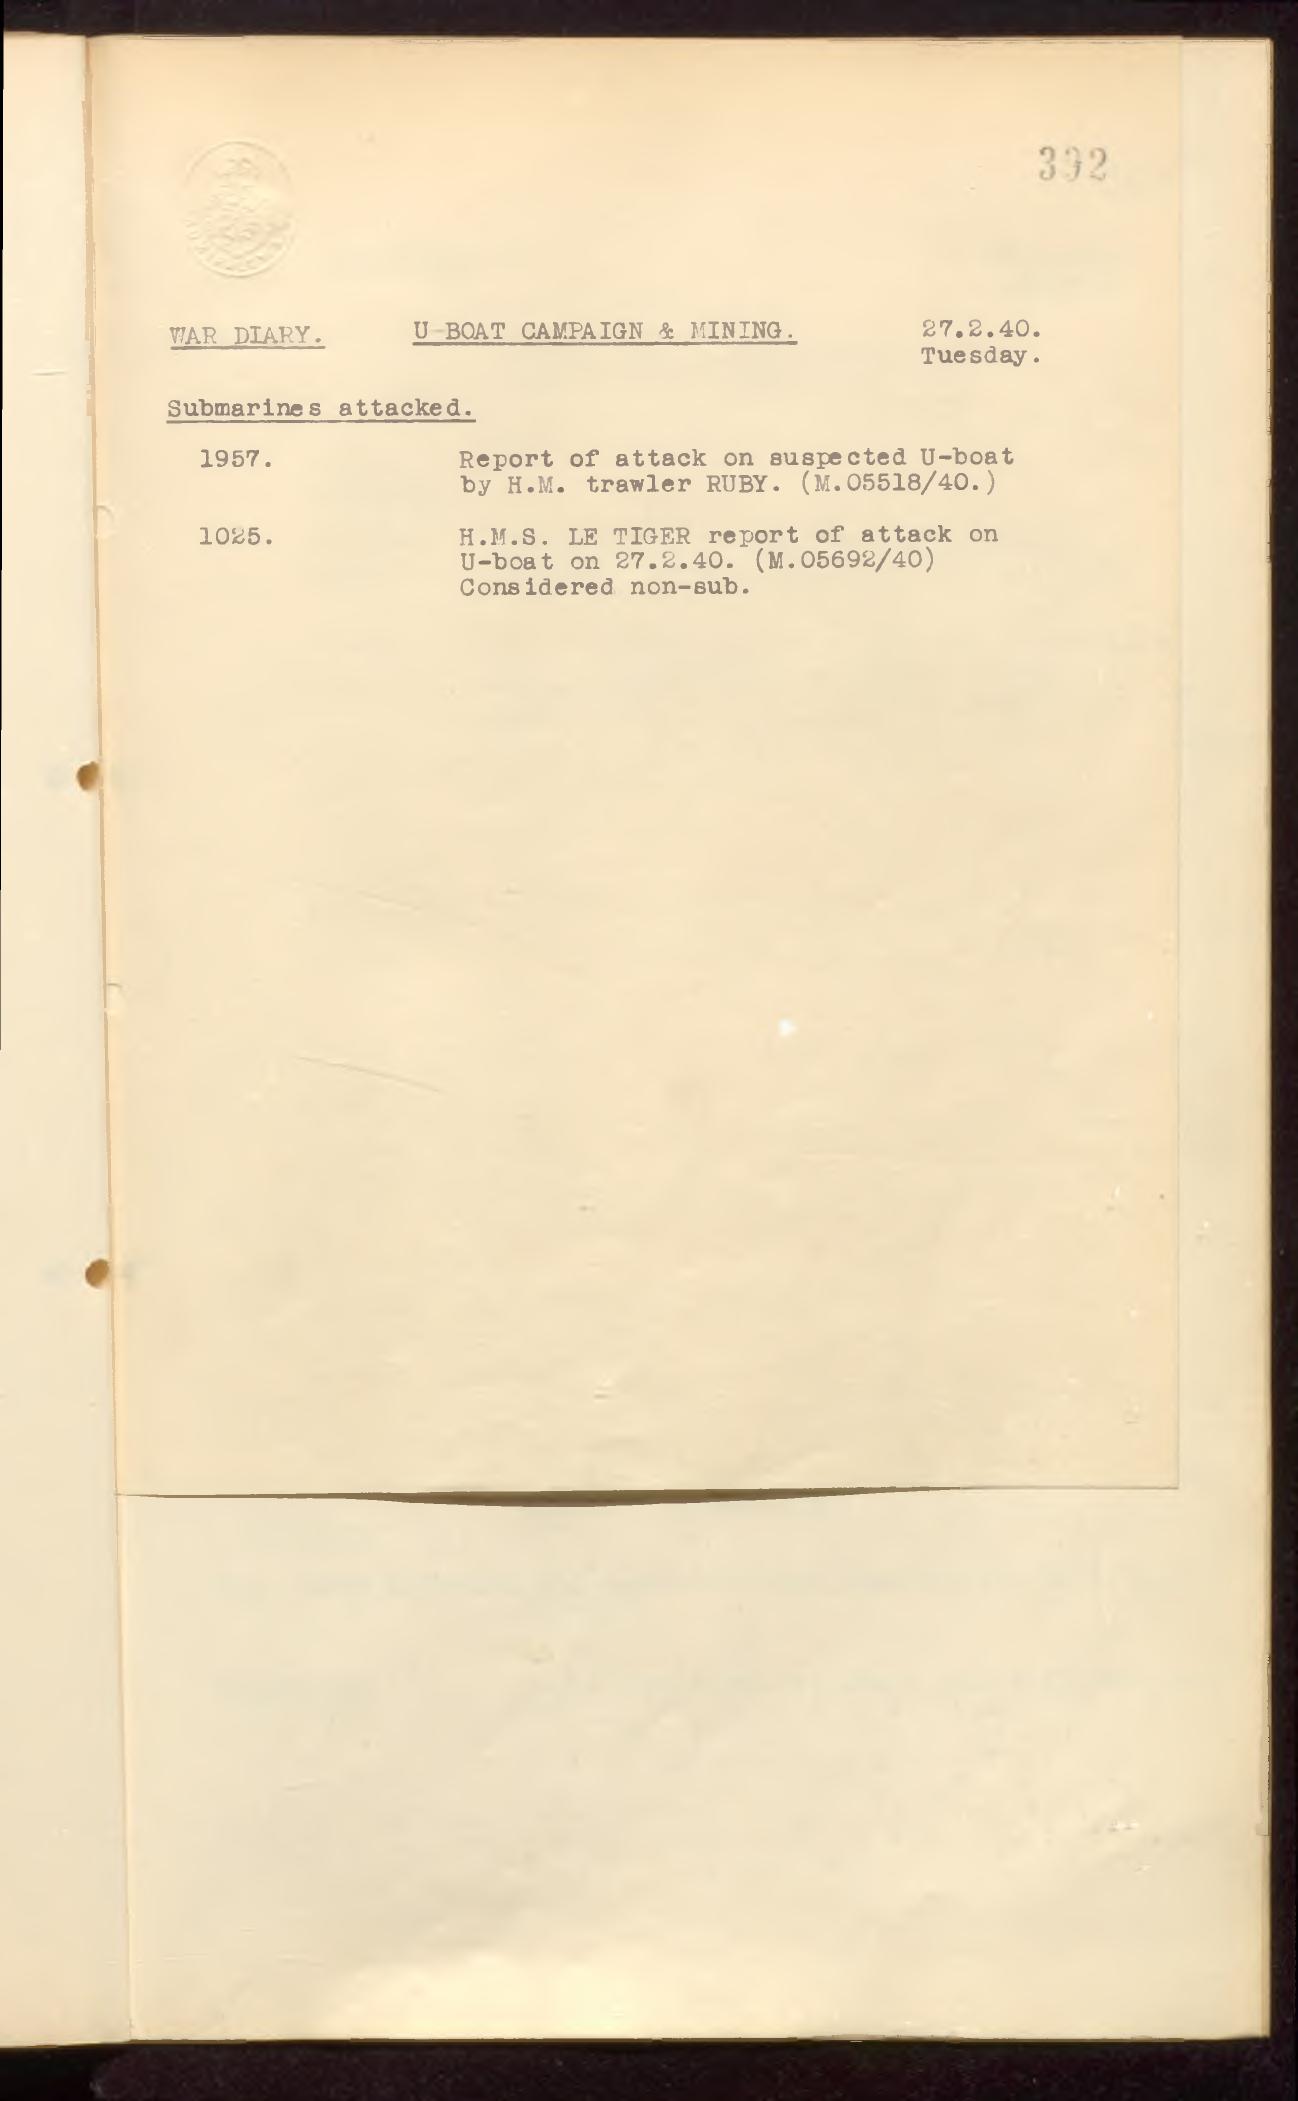 392
WAR DIARY. U-BOAT CAMPAIGN & MINING. 27.2.40.
Tuesday.
Submarines attacked.
1957. Report of attack on suspected U-boat
by H.M. trawler RUBY. (M.05518/40.)
1025. H.M.S. LE TIGER report of attack on
U-boat on 27.2.40. (M.05692/40)
Considered non-sub.